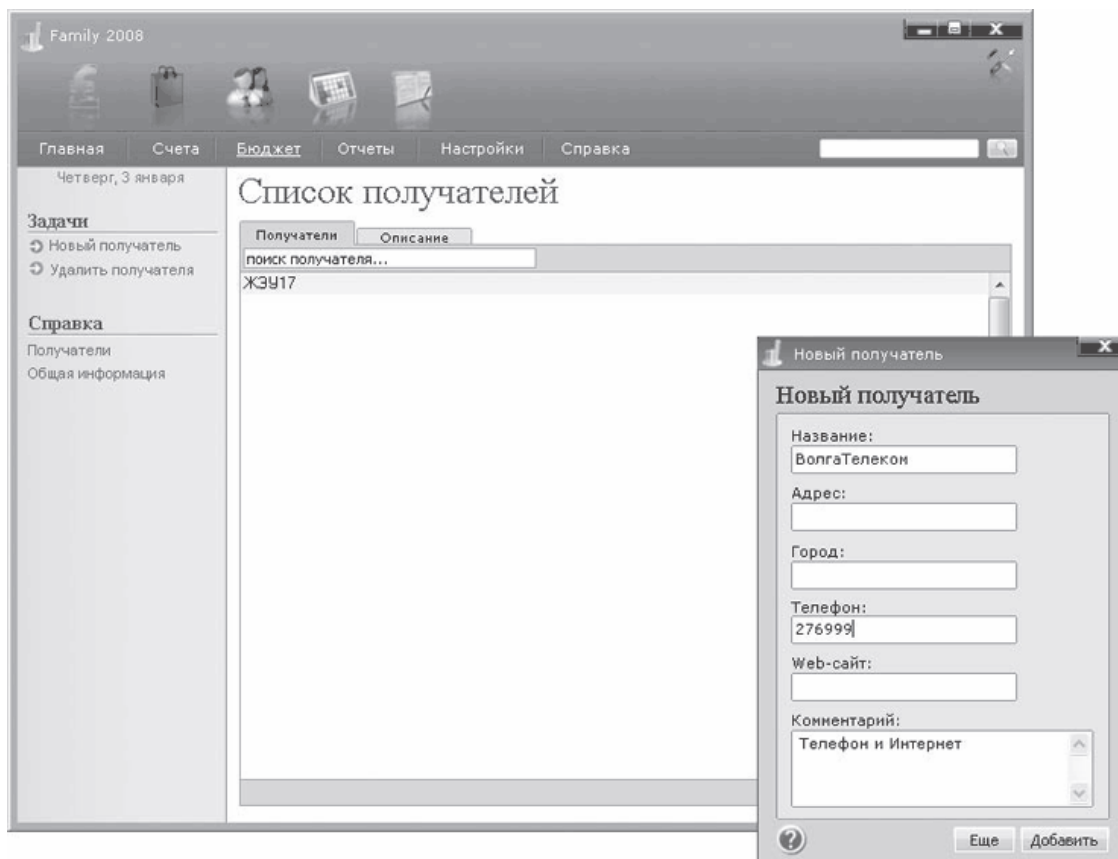 Family 2008
Главная Счета Бюджет Отчеты Настройки Справка
Четверг, 3 января
Задачи
Новый получатель
Удалить получателя
Справка
Получатели
Общая информация
Список получателей
Получатели Описание
поиск получателя...
ЖЭУ17
Новый получатель
Новый получатель
Название:
ВолгаТелеком
Адрес:
Город:
Телефон:
276999
Web-сайт:
Комментарий:
Телефон и Интернет
Еще Добавить